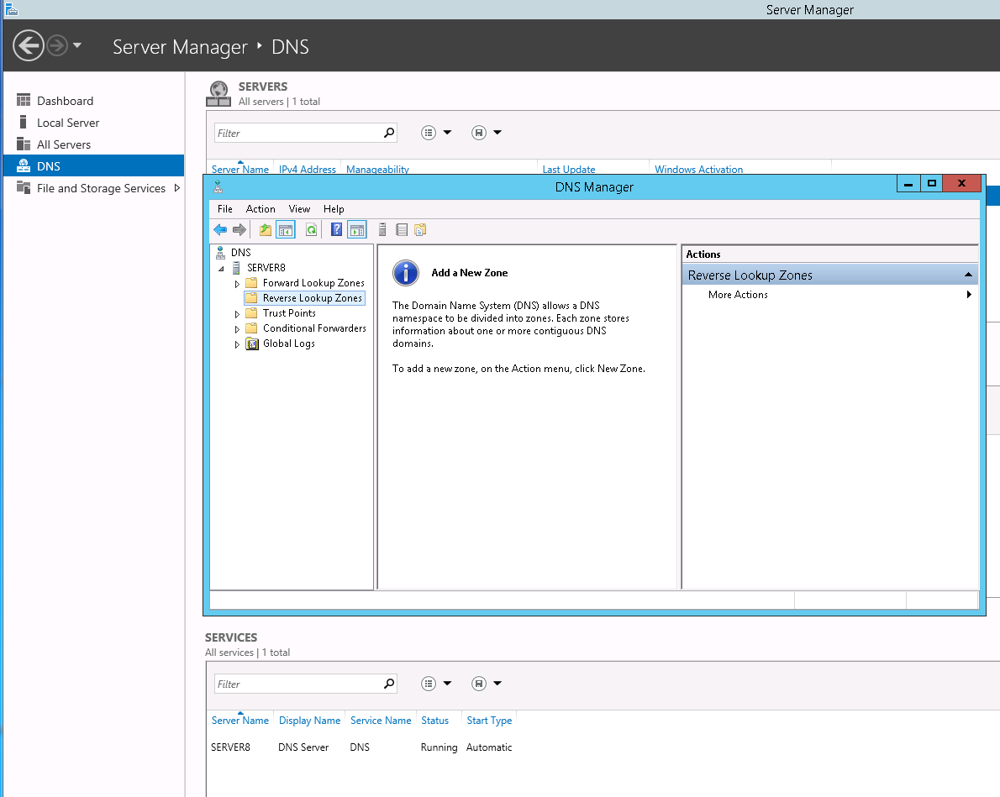 Server Manager
Server Manager ‣ DNS
Dashboard
Local Server
All Servers
DNS
File and Storage Services
SERVERS
All servers | 1 total
Filter
Server Name IPv4 Address Manageability Last Update Windows Activation
DNS Manager
File Action View Help
DNS
SERVER8
Forward Lookup Zones
Reverse Lookup Zones
Trust Points
Conditional Forwarders
Global Logs
Add a New Zone
The Domain Name System (DNS) allows a DNS
namespace to be divided into zones. Each zone stores
information about one or more contiguous DNS
domains.
To add a new zone, on the Action menu, click New Zone.
Actions
Reverse Lookup Zones
More Actions
SERVICES
All services | 1 total
Filter
Server Name Display Name Service Name Status Start Type
SERVER8 DNS Server DNS Running Automatic